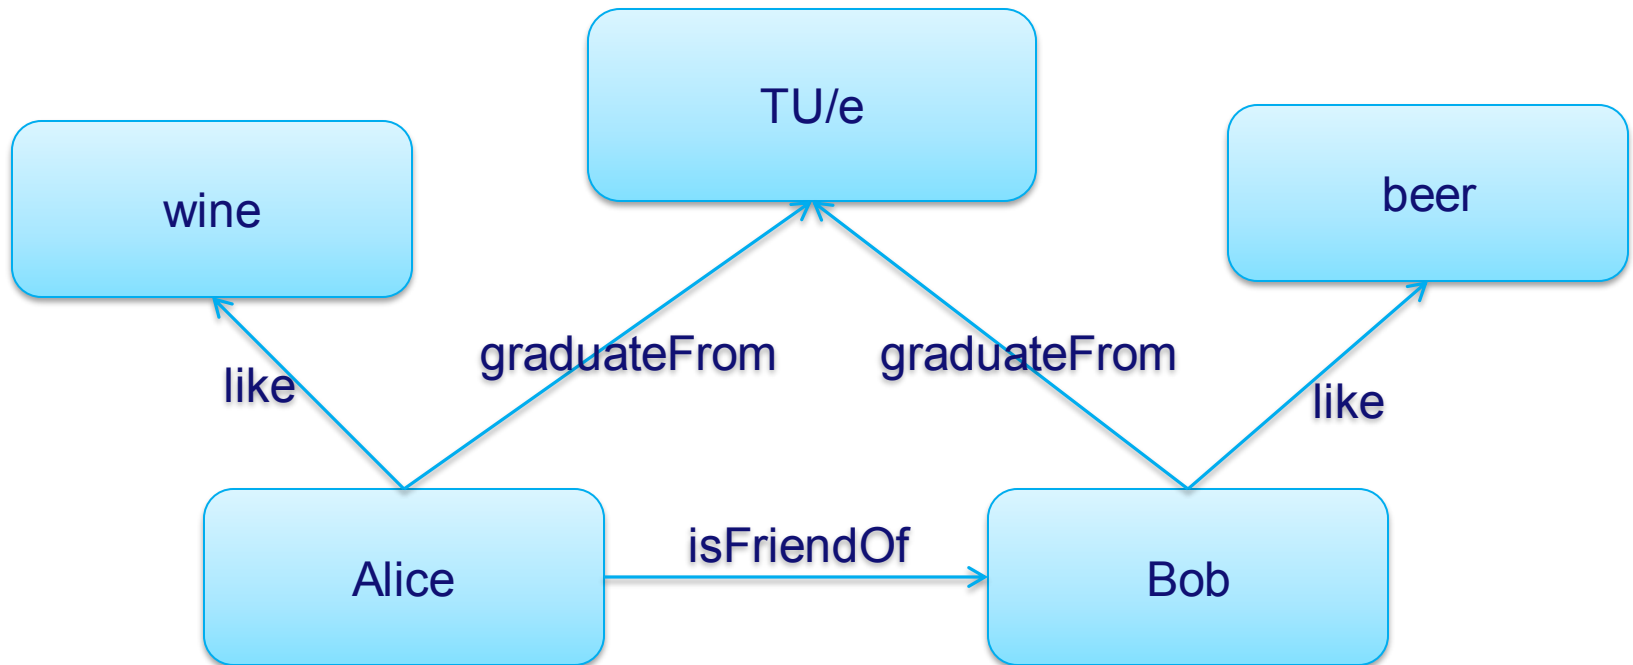 TU/e
wine
beer
graduateFrom
graduateFrom
like
like
isFriendOf
Alice
Bob